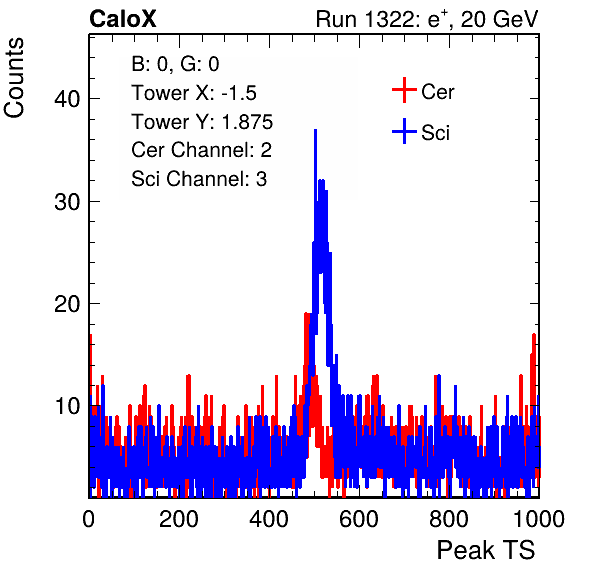 CaloX Run 1322: e+, 20 GeV
Counts
B: 0, G: 0
Tower X: -1.5
Tower Y: 1.875
Cer Channel: 2
Sci Channel: 3
Cer
Sci
40
30
20
10
0 200 400 600 800 1000
Peak TS